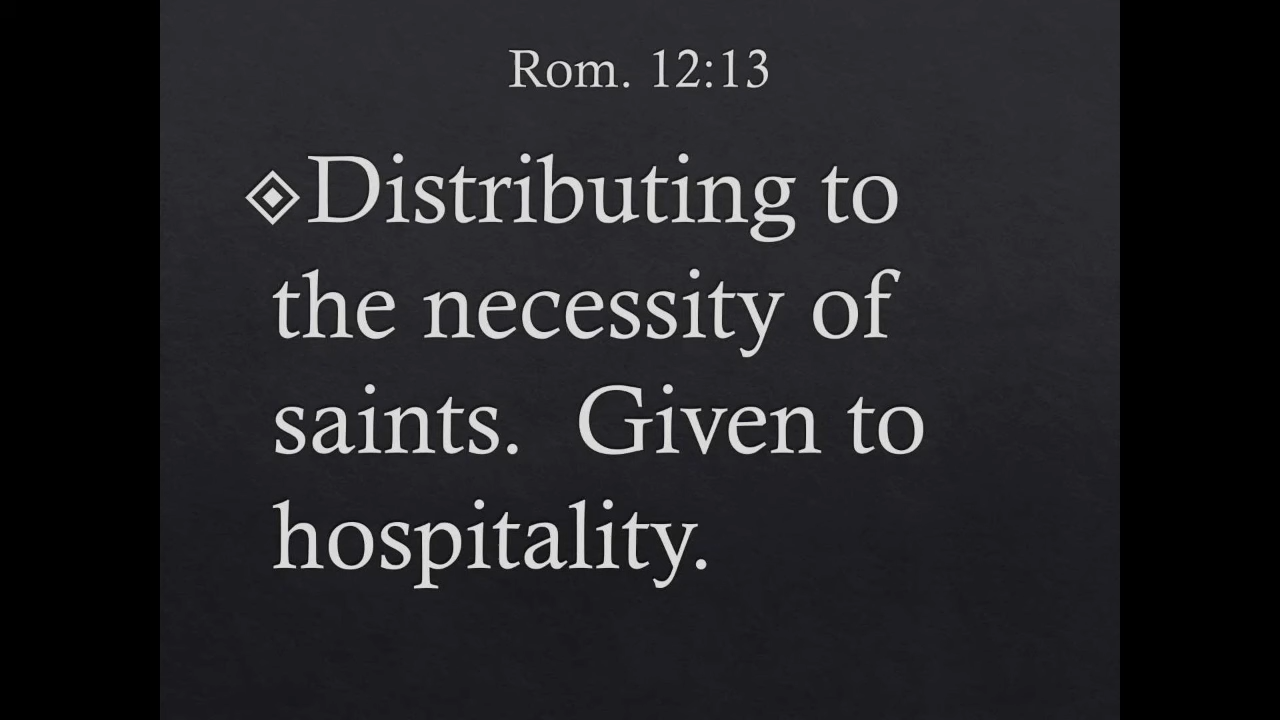 Rom. 12:13
Distributing to
the necessity of
saints.  Given to
hospitality.